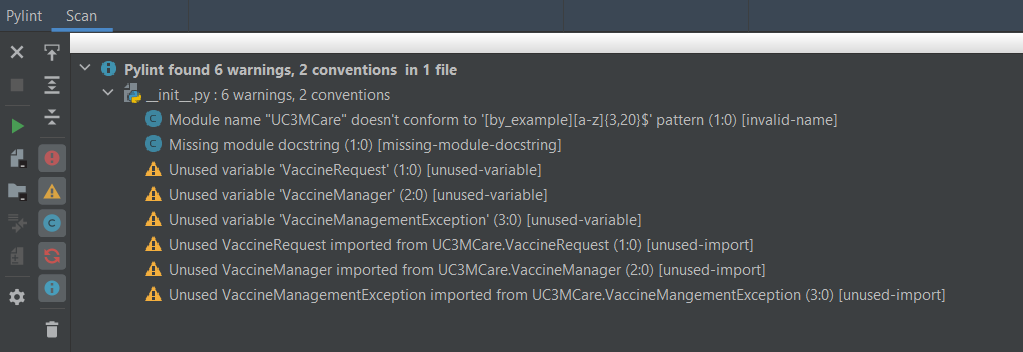 Pylint Scan
Pylint found 6 warnings, 2 conventions in 1 file
__init__.py : 6 warnings, 2 conventions
C Module name "UC3MCare" doesn't conform to '[by_example][a-z]{3,20}$' pattern (1:0) [invalid-name]
C Missing module docstring (1:0) [missing-module-docstring]
Unused variable 'VaccineRequest' (1:0) [unused-variable]
Unused variable 'VaccineManager' (2:0) [unused-variable]
Unused variable 'VaccineManagementException' (3:0) [unused-variable]
Unused VaccineRequest imported from UC3MCare.VaccineRequest (1:0) [unused-import]
Unused VaccineManager imported from UC3MCare.VaccineManager (2:0) [unused-import]
Unused VaccineManagementException imported from UC3MCare.VaccineMangementException (3:0) [unused-import]